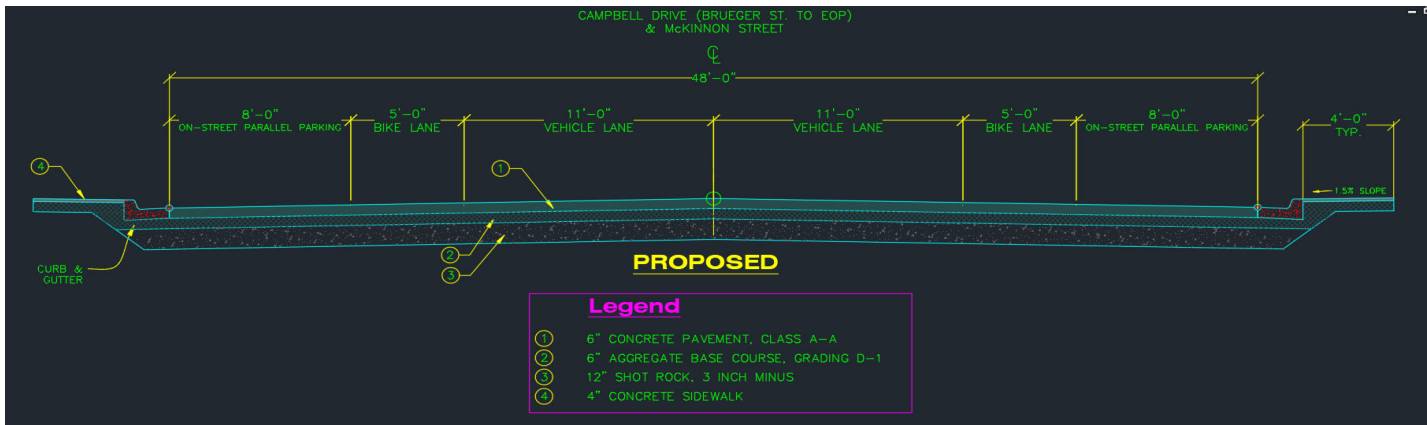 CAMPBELL DRIVE (BRUEGER ST. TO EOP)
& McKINNON STREET
CL
48'-0"
8'-0"
ON-STREET PARALLEL PARKING
5'-0"
BIKE LANE
11'-0"
VEHICLE LANE
11'-0"
VEHICLE LANE
5'-0"
BIKE LANE
8'-0"
ON-STREET PARALLEL PARKING
4'-0"
TYP.
4
1
1.5% SLOPE
CURB &
GUTTER
2
3
PROPOSED
Legend
1 6" CONCRETE PAVEMENT, CLASS A-A
2 6" AGGREGATE BASE COURSE, GRADING D-1
3 12" SHOT ROCK, 3 INCH MINUS
4 4" CONCRETE SIDEWALK